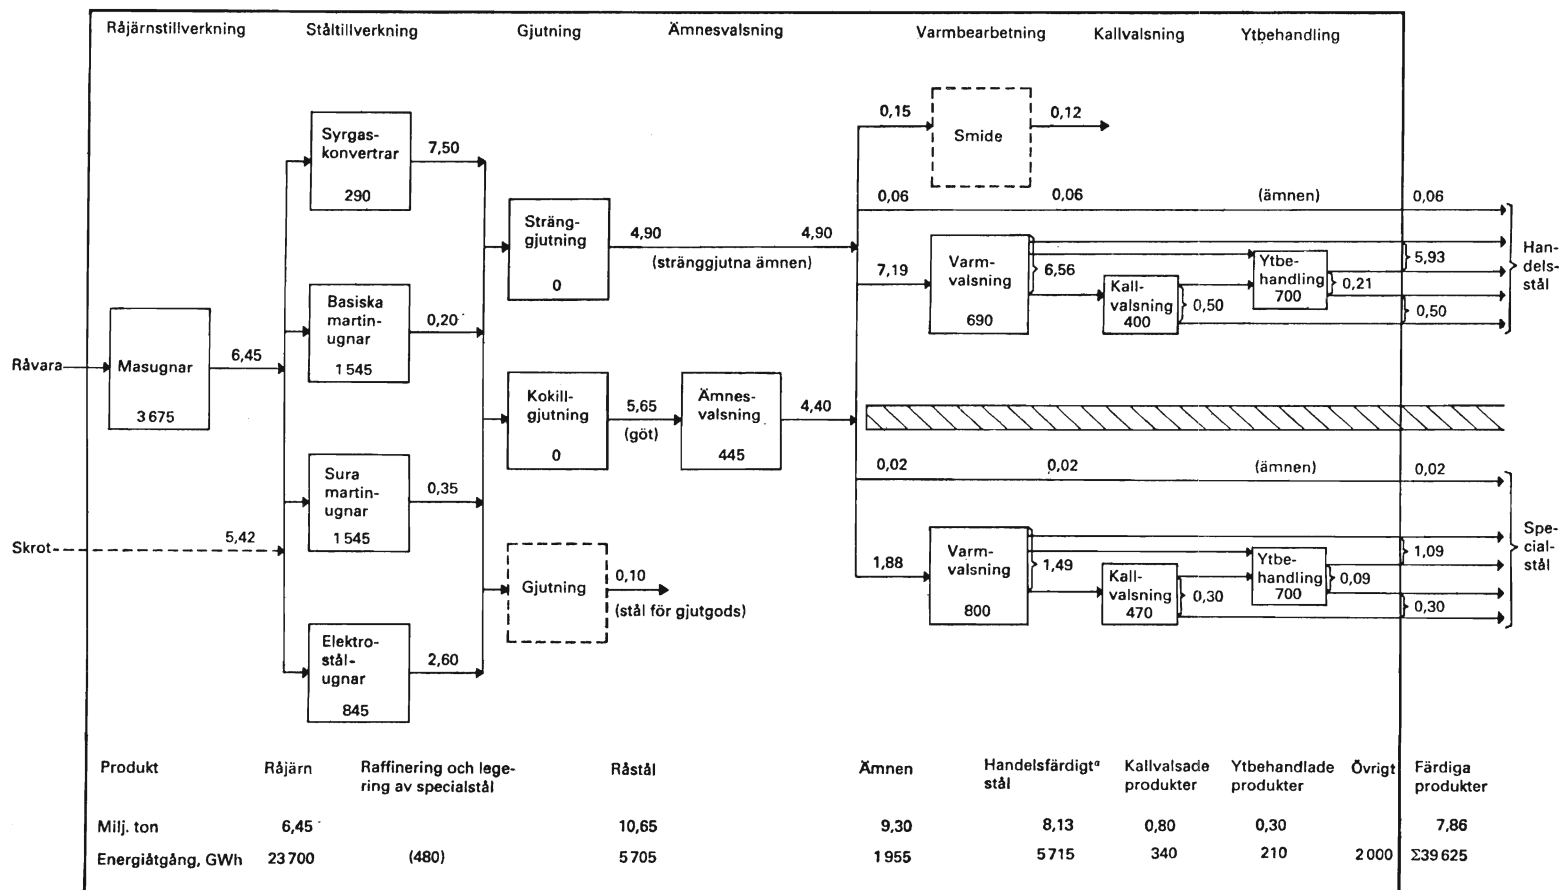 Råjärnstillverkning Ståltillverkning Gjutning Ämnesvalsning Varmbearbetning Kallvalsning Ytbehandling
Råvara
Skrot
Masugnar
3 675
6,45
5,42
Syrgas-
konvertrar
290
7,50
Basiska
martin-
ugnar
1 545
0,20
Sura
martin-
ugnar
1 545
0,35
Elektro-
stål-
ugnar
845
2,60
Sträng-
gjutning
0
4,90 4,90
(stränggjutna ämnen)
Kokill-
gjutning
0
5,65
(göt)
Gjutning
0,10
(stål för gjutgods)
Ämnes-
valsning
445
4,40
0,15
Smide
0,12
0,06 0,06 (ämnen) 0,06
7,19
Varm-
valsning
690
6,56
Kall-
valsning
400
0,50
Ytbe-
handling
700
0,21
5,93
0,50
Han-
dels-
stål
0,02 0,02 (ämnen) 0,02
1,88
Varm-
valsning
800
1,49
Kall-
valsning
470
0,30
Ytbe-
handling
700
0,09
1,09
0,30
Spe-
cial-
stål
Produkt Råjärn Raffinering och lege-
ring av specialstål Råstål Ämnen Handelsfärdigtª
stål Kallvalsade
produkter Ytbehandlade
produkter Övrigt Färdiga
produkter
Milj. ton 6,45 10,65 9,30 8,13 0,80 0,30 7,86
Energiåtgång, GWh 23 700 (480) 5 705 1 955 5 715 340 210 2 000 Σ39 625